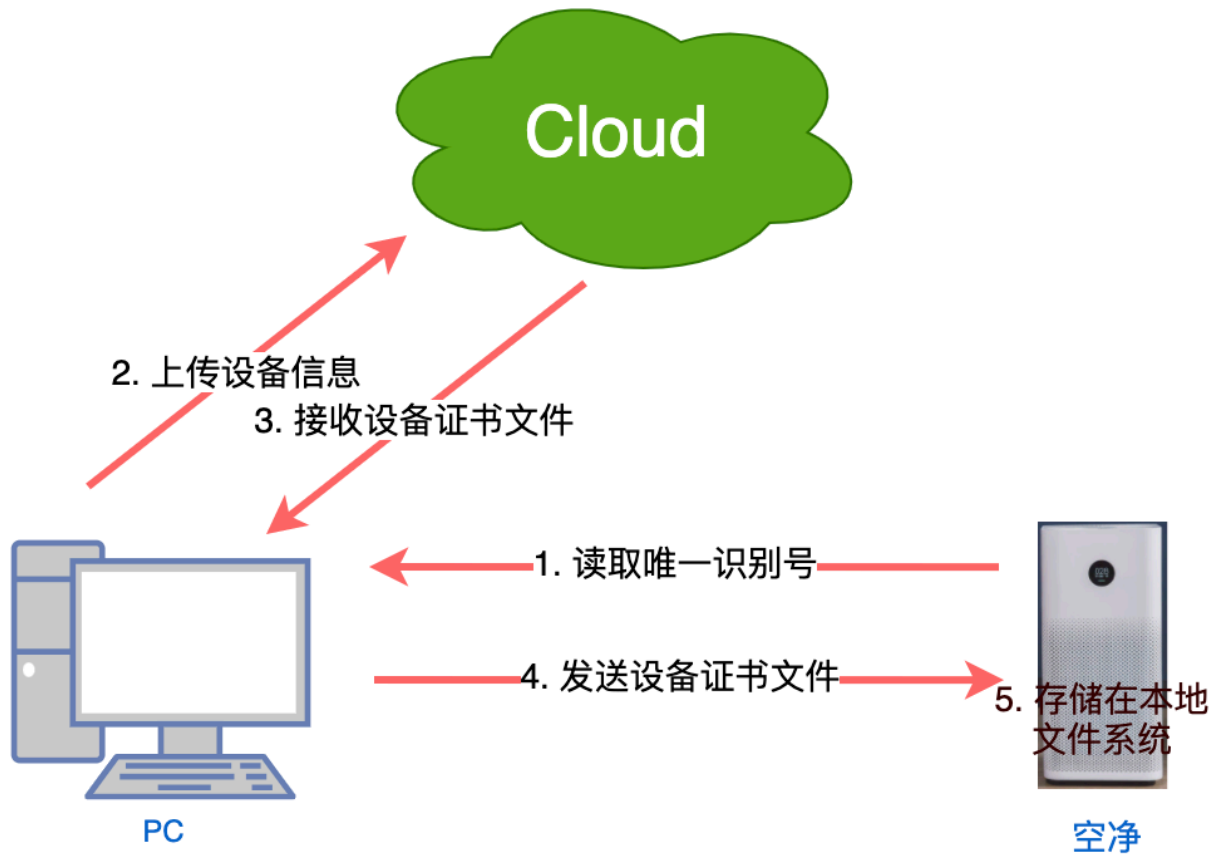 Cloud
2. 上传设备信息
3. 接收设备证书文件
1. 读取唯一识别号
4. 发送设备证书文件
5. 存储在本地
文件系统
PC
空净